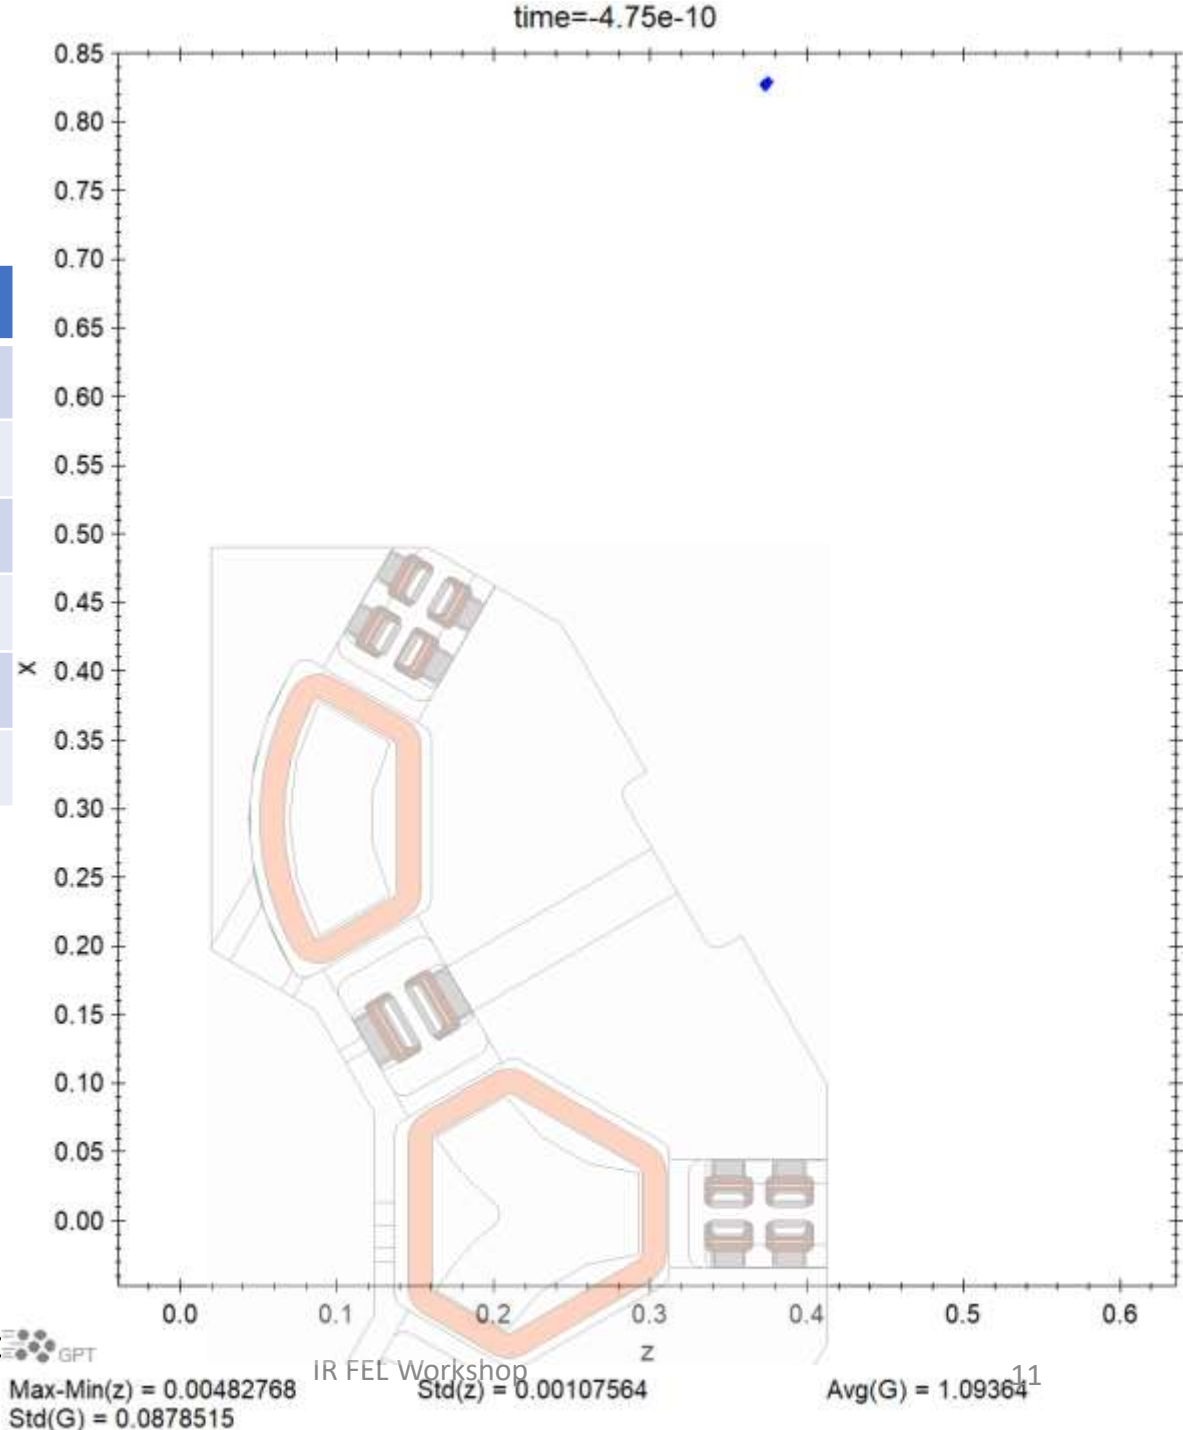 time=-4.75e-10
0.85
0.80
0.75
0.70
0.65
0.60
0.55
0.50
0.45
x 0.40
0.35
0.30
0.25
0.20
0.15
0.10
0.05
0.00
0.0 0.1 0.2 0.3 0.4 0.5 0.6
z
GPT
IR FEL Workshop 11
Max-Min(z) = 0.00482768 Std(z) = 0.00107564 Avg(G) = 1.09364
Std(G) = 0.0878515